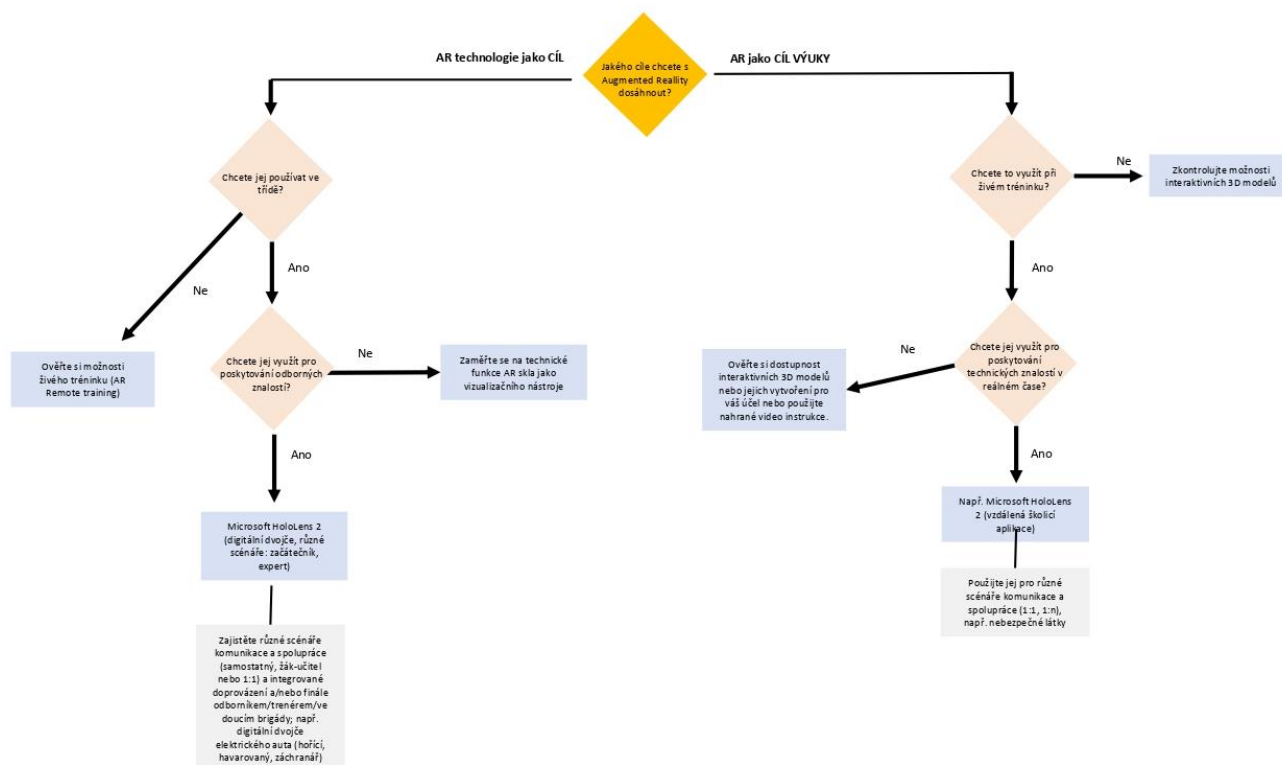 AR technologie jako CÍL
Jakého cíle chcete s
Augmented Reallity
dosáhnout?
AR jako CÍL VÝUKY
Chcete jej používat ve
třídě?
Chcete to využít při
živém tréninku?
Ne
Zkontrolujte možnosti
interaktivních 3D modelů
Ne
Ano
Ano
Ověřte si možnosti
živého tréninku (AR
Remote training)
Chcete jej využít pro
poskytování odborných
znalostí?
Ne
Zaměřte se na technické
funkce AR skla jako
vizualizačního nástroje
Ověřte si dostupnost
interaktivních 3D modelů
nebo jejich vytvoření pro
váš účel nebo použijte
nahrané video instrukce.
Ne
Chcete jej využít pro
poskytování
technických znalostí v
reálném čase?
Ano
Ano
Microsoft HoloLens 2
(digitální dvojče, různé
scénáře: začátečník,
expert)
Např. Microsoft HoloLens
2 (vzdálená školicí
aplikace)
Zajistěte různé scénáře
komunikace a spolupráce
(samostatný, žák-učitel
nebo 1:1) a integrované
doprovázení a/nebo finále
odborníkem/trenérem/ve
doucím brigády; např.
digitální dvojče
elektrického auta (hořící,
havarovaný, záchranář)
Použijte jej pro různé
scénáře komunikace a
spolupráce (1:1, 1:n),
např. nebezpečné látky